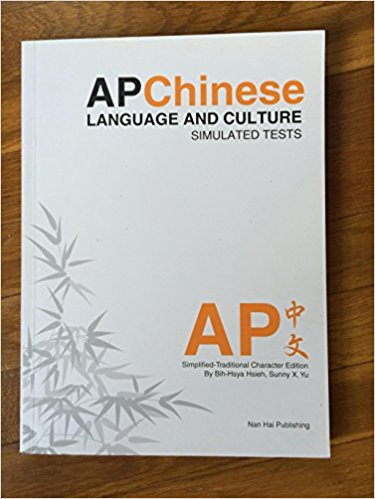 APChinese
LANGUAGE AND CULTURE
SIMULATED TESTS
AP中文
Simplified-Traditional Character Edition
By Bih-Hsya Hsieh, Sunny X. Yu
Nan Hai Publishing